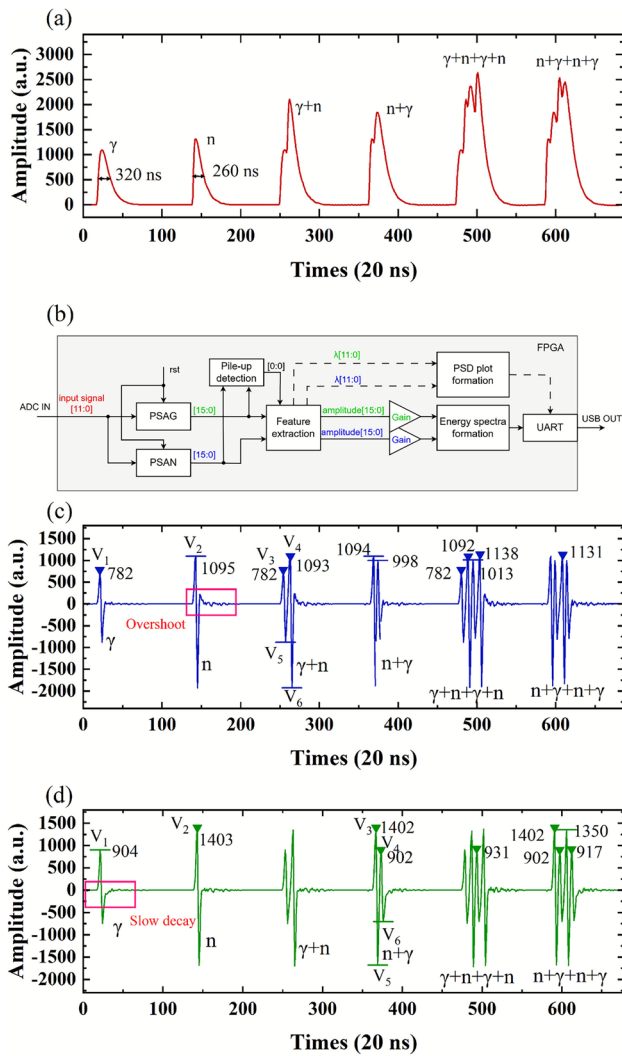 (a)
Amplitude (a.u.)
3000
2500
2000
1500
1000
500
0
γ
320 ns
n
260 ns
γ+n
n+γ
γ+n+γ+n
n+γ+n+γ
0 100 200 300 400 500 600
Times (20 ns)
(b)
FPGA
rst
ADC IN
input signal
[11:0]
PSAG
PSAN
[15:0]
[15:0]
Pile-up
detection
[0:0]
Feature
extraction
λ[11:0]
λ[11:0]
amplitude[15:0]
amplitude[15:0]
Gain
Gain
PSD plot
formation
Energy spectra
formation
UART
USB OUT
(c)
Amplitude (a.u.)
1500
1000
500
0
-500
-1000
-1500
-2000
V1
782
γ
V2
1095
Overshoot
n
V3
782
V4
1093
V5
γ+n
V6
1094
998
n+γ
1092
782
1138
1013
γ+n+γ+n
1131
n+γ+n+γ
0 100 200 300 400 500 600
Times (20 ns)
(d)
Amplitude (a.u.)
1500
1000
500
0
-500
-1000
-1500
-2000
V1
904
γ
Slow decay
V2
1403
n
γ+n
V3
1402
V4
902
V6
n+γ
V5
931
γ+n+γ+n
1402
1350
902
917
n+γ+n+γ
0 100 200 300 400 500 600
Times (20 ns)